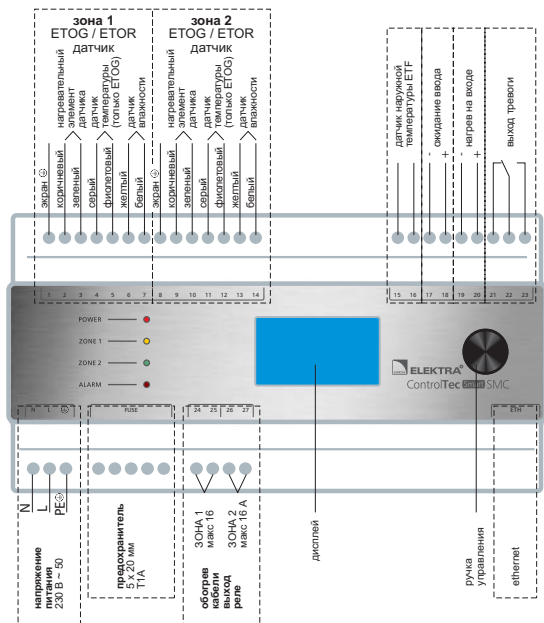 зона 1
ETOG / ETOR
датчик
зона 2
ETOG / ETOR
датчик
экран
коричневый
нагревательный
элемент
датчика
зеленый
серый
датчик
температуры
(только ETOG)
фиолетовый
желтый
датчик
влажности
белый
экран
коричневый
нагревательный
элемент
датчика
зеленый
серый
датчик
температуры
(только ETOG)
фиолетовый
желтый
датчик
влажности
белый
датчик наружной
температуры ETF
- ожидание ввода
+
- нагрев на входе
+
выход тревоги
1 2 3 4 5 6 7 8 9 10 11 12 13 14
15 16 17 18 19 20 21 22 23
POWER
ZONE 1
ZONE 2
ALARM
ELEKTRA®
ControlTec Smart SMC
N L
FUSE
24 25 26 27
ETH
N
L
PE
напряжение
питания
230 В ~ 50
предохранитель
5 x 20 мм
T1A
ЗОНА 1
макс 16
ЗОНА 2
макс 16 А
обогрев
кабели
выход
реле
дисплей
ручка
управления
ethernet